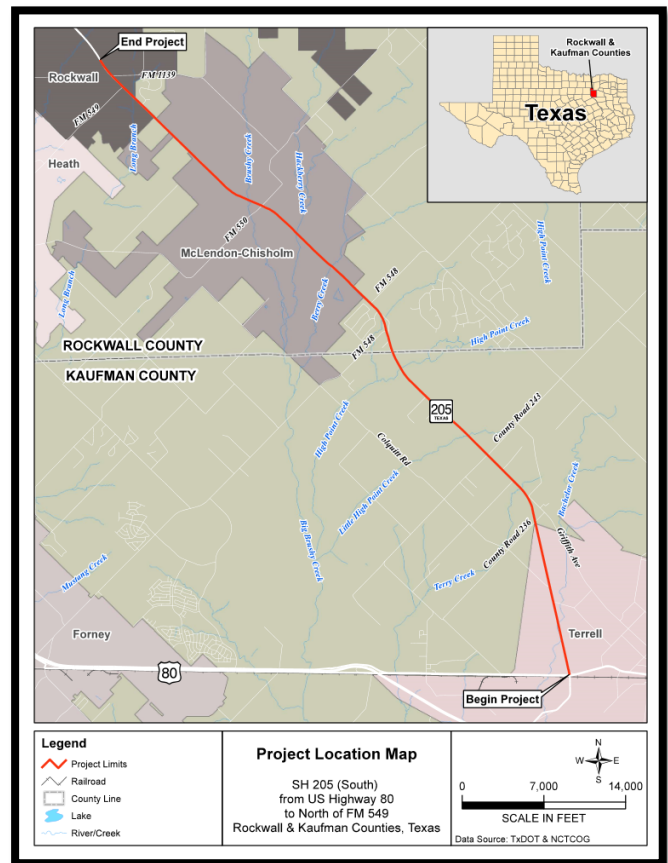 End Project
Rockwall
FM 1139
FM 549
Long Branch
Heath
Brushy Creek
Hackberry Creek
FM 550
McLendon-Chisholm
Long Branch
Berry Creek
FM 548
High Point Creek
FM 548
High Point Creek
ROCKWALL COUNTY
KAUFMAN COUNTY
205
TEXAS
County Road 243
High Point Creek
Colquitt Rd
Little High Point Creek
Bachelor Creek
Big Brushy Creek
County Road 236
Griffith Ave
Terry Creek
Mustang Creek
Forney
Terrell
80
Begin Project
Rockwall &
Kaufman Counties
Texas
Legend
Project Limits
Railroad
County Line
Lake
River/Creek
Project Location Map
SH 205 (South)
from US Highway 80
to North of FM 549
Rockwall & Kaufman Counties, Texas
N
W E
S
0 7,000 14,000
SCALE IN FEET
Data Source: TxDOT & NCTCOG